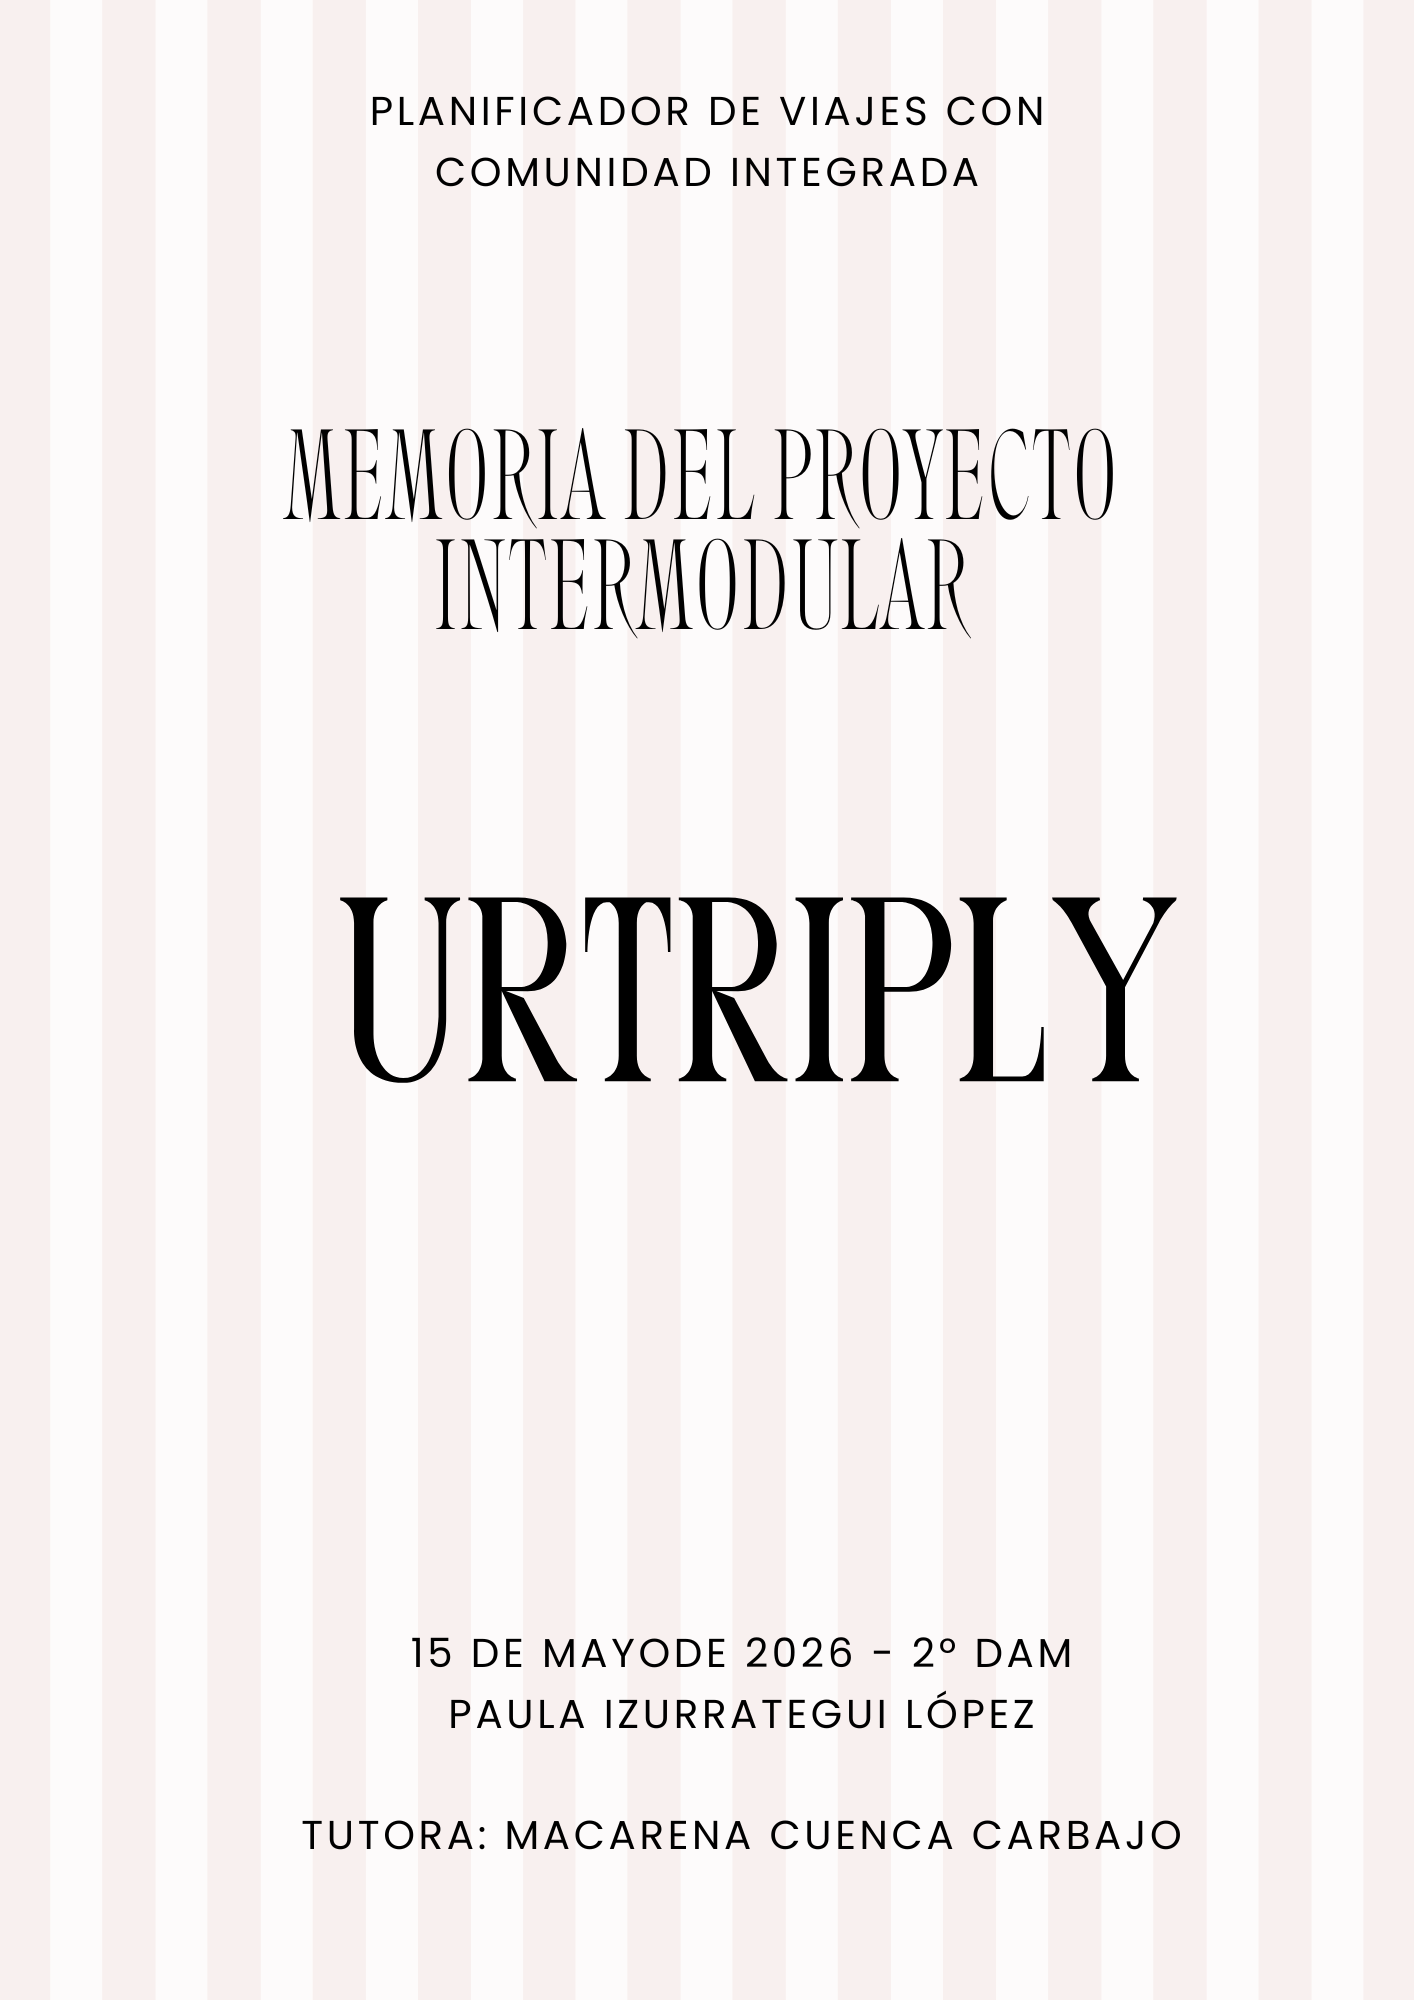 PLANIFICADOR DE VIAJES CON
COMUNIDAD INTEGRADA
MEMORIA DEL PROYECTO
INTERMODULAR
URTRIPLY
15 DE MAYODE 2026 - 2º DAM
PAULA IZURRATEGUI LÓPEZ
TUTORA: MACARENA CUENCA CARBAJO